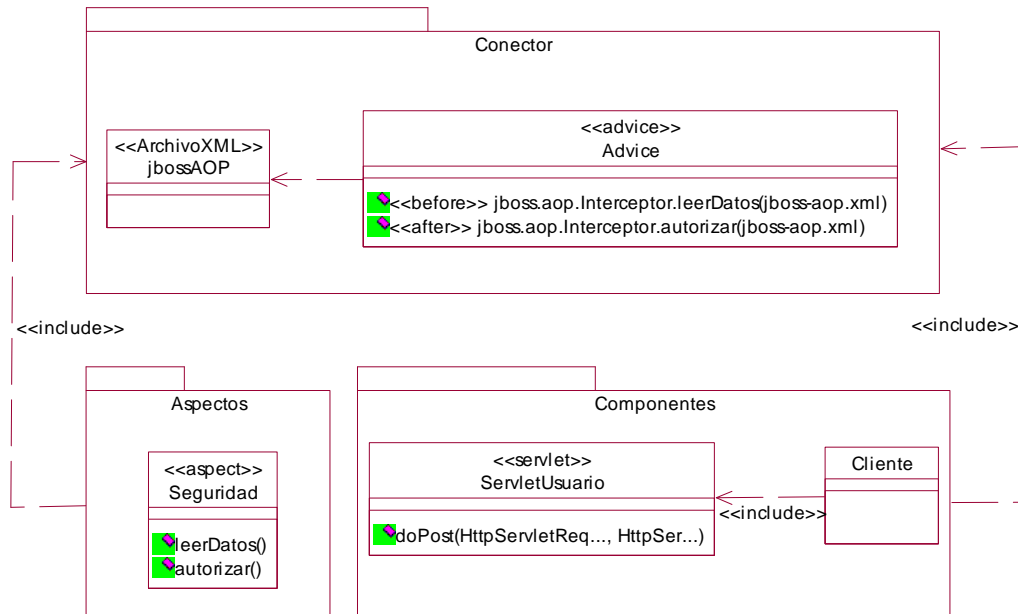 Conector
<<ArchivoXML>>
jbossAOP
<<advice>>
Advice
<<before>> jboss.aop.Interceptor.leerDatos(jboss-aop.xml)
<<after>> jboss.aop.Interceptor.autorizar(jboss-aop.xml)
<<include>>
<<include>>
Aspectos
<<aspect>>
Seguridad
leerDatos()
autorizar()
Componentes
<<servlet>>
ServletUsuario
doPost(HttpServletReq..., HttpSer...)
<<include>>
Cliente